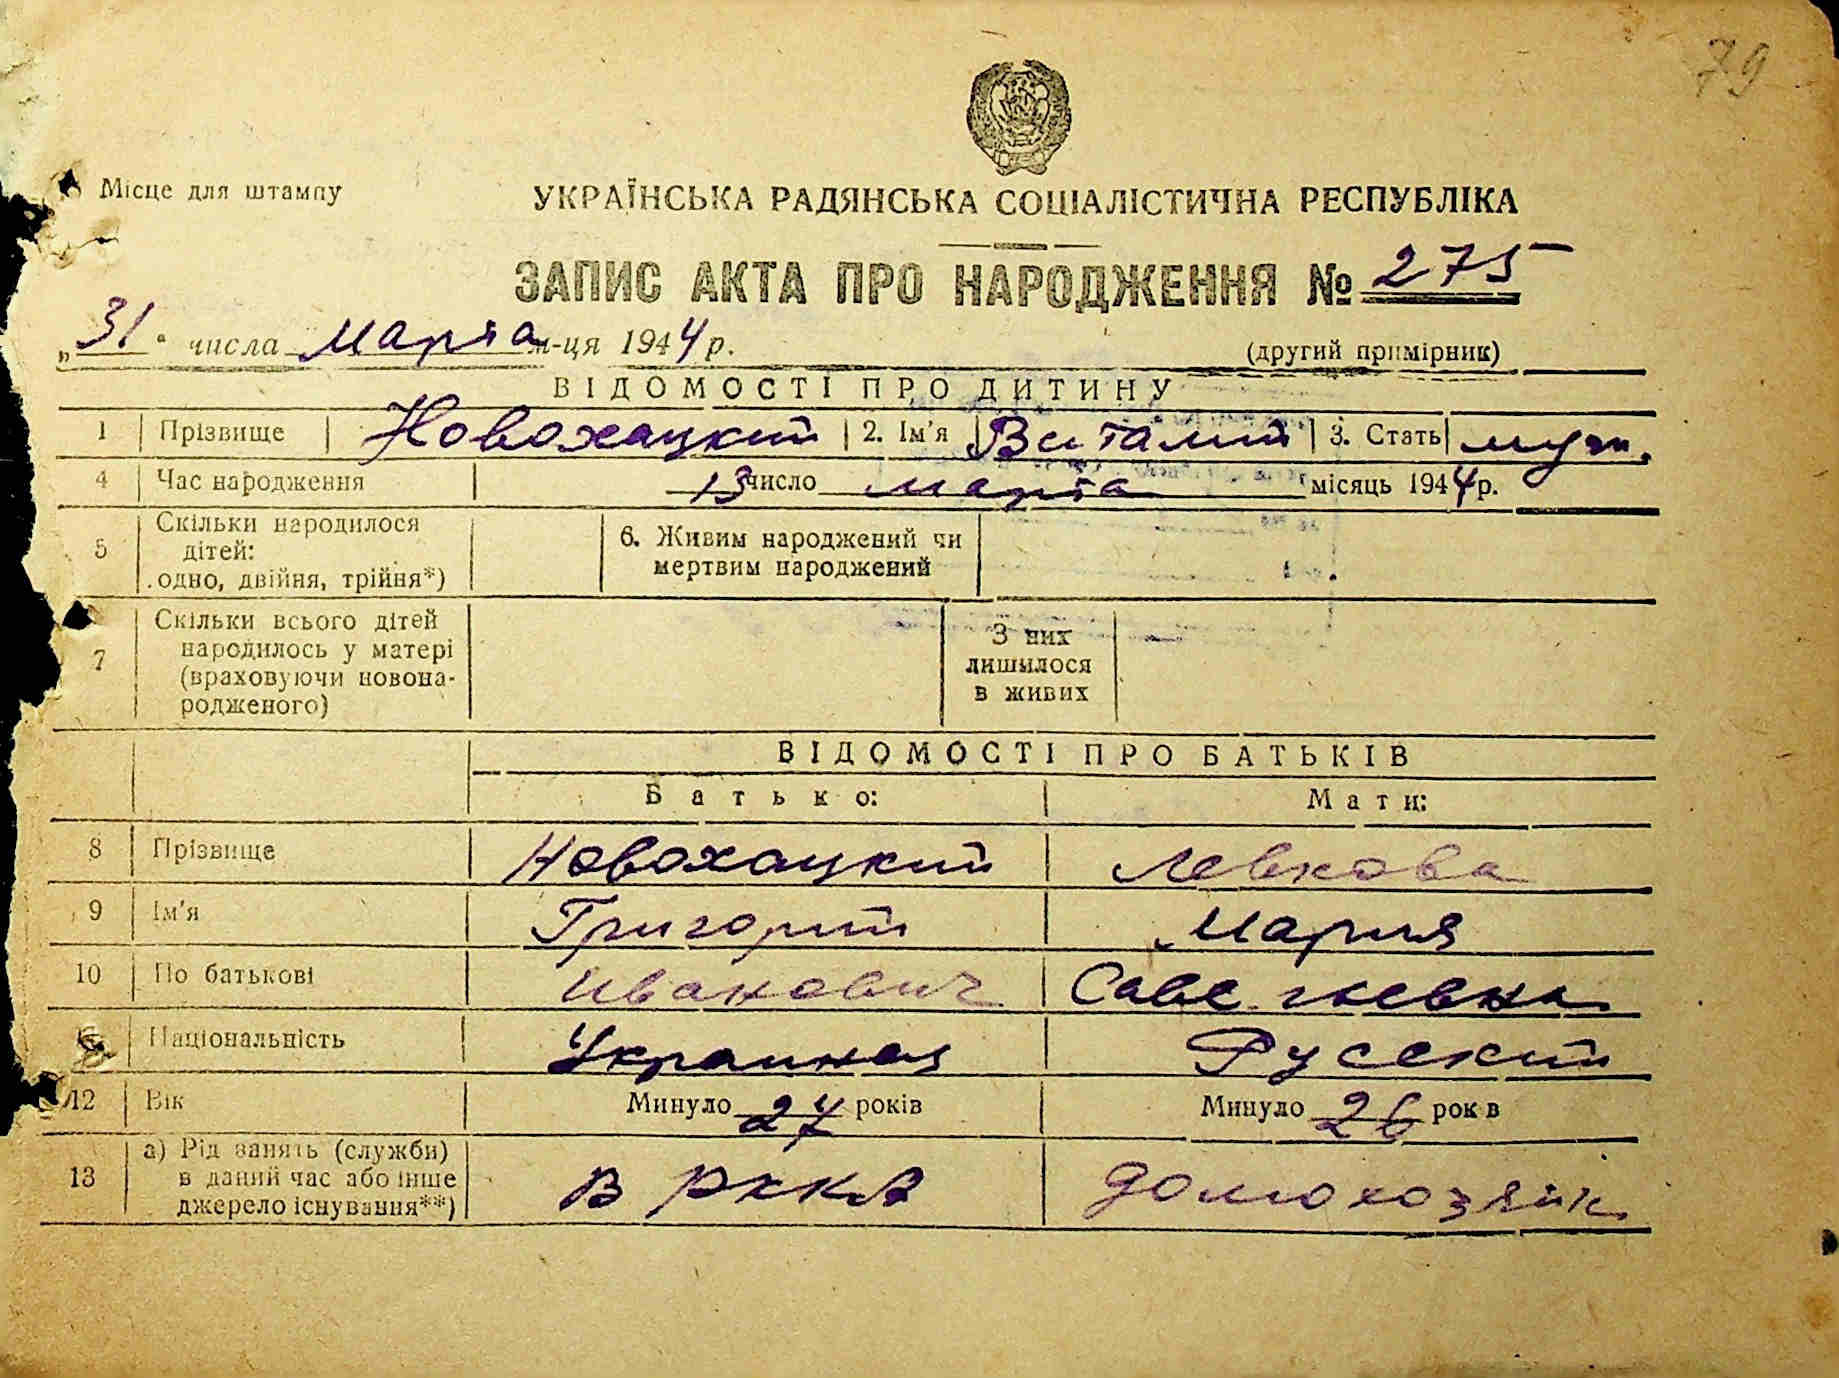 79
Місце для штампу
УКРАЇНСЬКА РАДЯНСЬКА СОЦІАЛІСТИЧНА РЕСПУБЛІКА
ЗАПИС АКТА ПРО НАРОДЖЕННЯ № 275
„31" числа марта м-ця 1944 р.
(другий примірник)
ВІДОМОСТІ ПРО ДИТИНУ
1 Прізвище Новохацкий 2. Ім'я Виталий 3. Стать муж.
4 Час народження 13 число марта місяць 1944 р.
5 Скільки народилося дітей: одно, двійня, трійня*) 6. Живим народжений чи мертвим народжений
7 Скільки всього дітей народилось у матері (враховуючи новонародженого) З них лишилося в живих
ВІДОМОСТІ ПРО БАТЬКІВ
Батько: Мати:
8 Прізвище Новохацкий Левкова
9 Ім'я Григорий Мария
10 По батькові Иванович Савельевна
Національність Украинец Русский
12 Вік Минуло 27 років Минуло 26 рок в
13 а) Рід занять (служби) в даний час або інше джерело існування**) в РККА домохозяйк